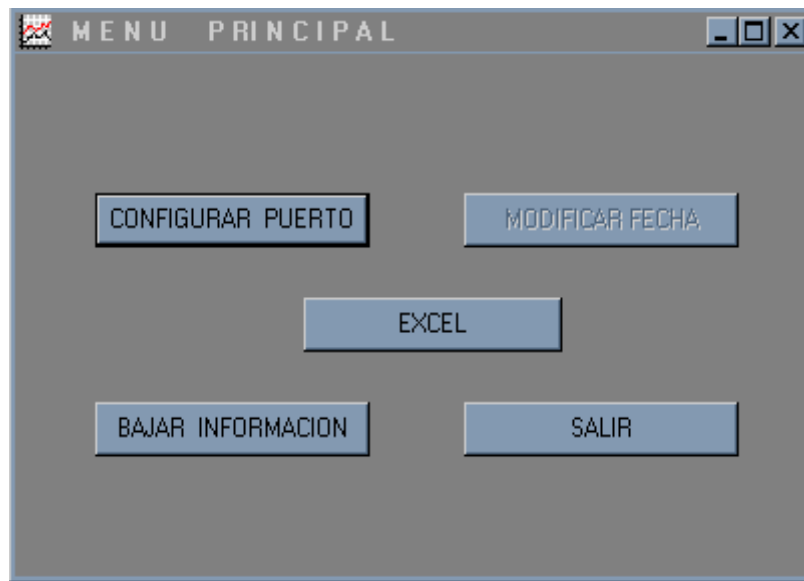 MENU PRINCIPAL
CONFIGURAR PUERTO
MODIFICAR FECHA
EXCEL
BAJAR INFORMACION
SALIR